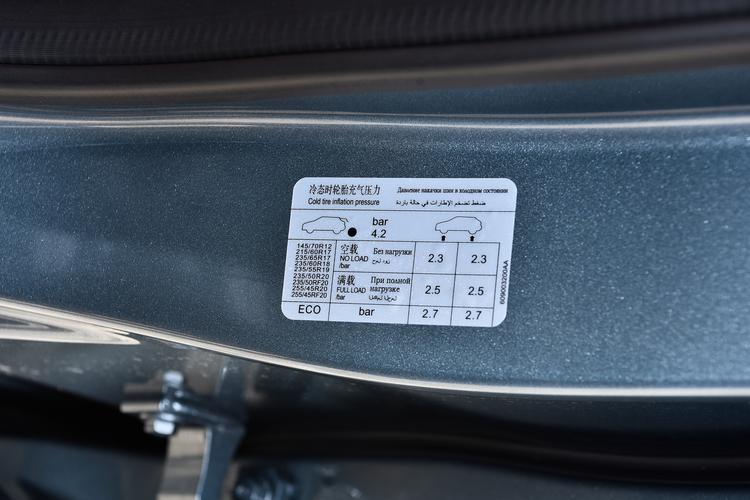 冷态时轮胎充气压力 Давление накачки шин в холодном состоянии
Cold tire inflation pressure ضغط تضخم الإطارات في حالة باردة
bar
4.2
145/70R12
215/60R17
235/65R17
235/60R18
235/55R19
235/50R20
235/50RF20
255/45R20
255/45RF20
空载 Без нагрузки
NO LOAD
/bar
2.3 2.3
满载 При полной
FULL LOAD нагрузке
/bar
2.5 2.5
ECO bar 2.7 2.7
609003200AA